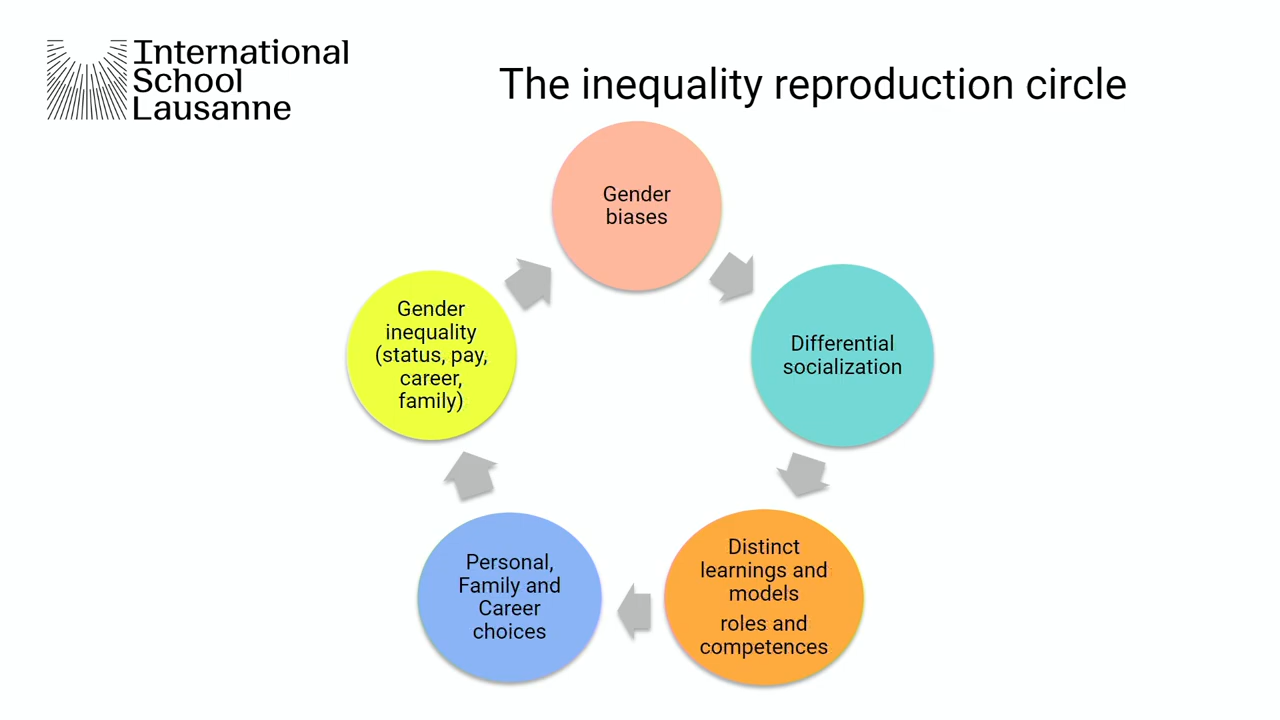 International
School
Lausanne
The inequality reproduction circle
Gender
biases
Differential
socialization
Distinct
learnings and
models
roles and
competences
Personal,
Family and
Career
choices
Gender
inequality
(status, pay,
career,
family)